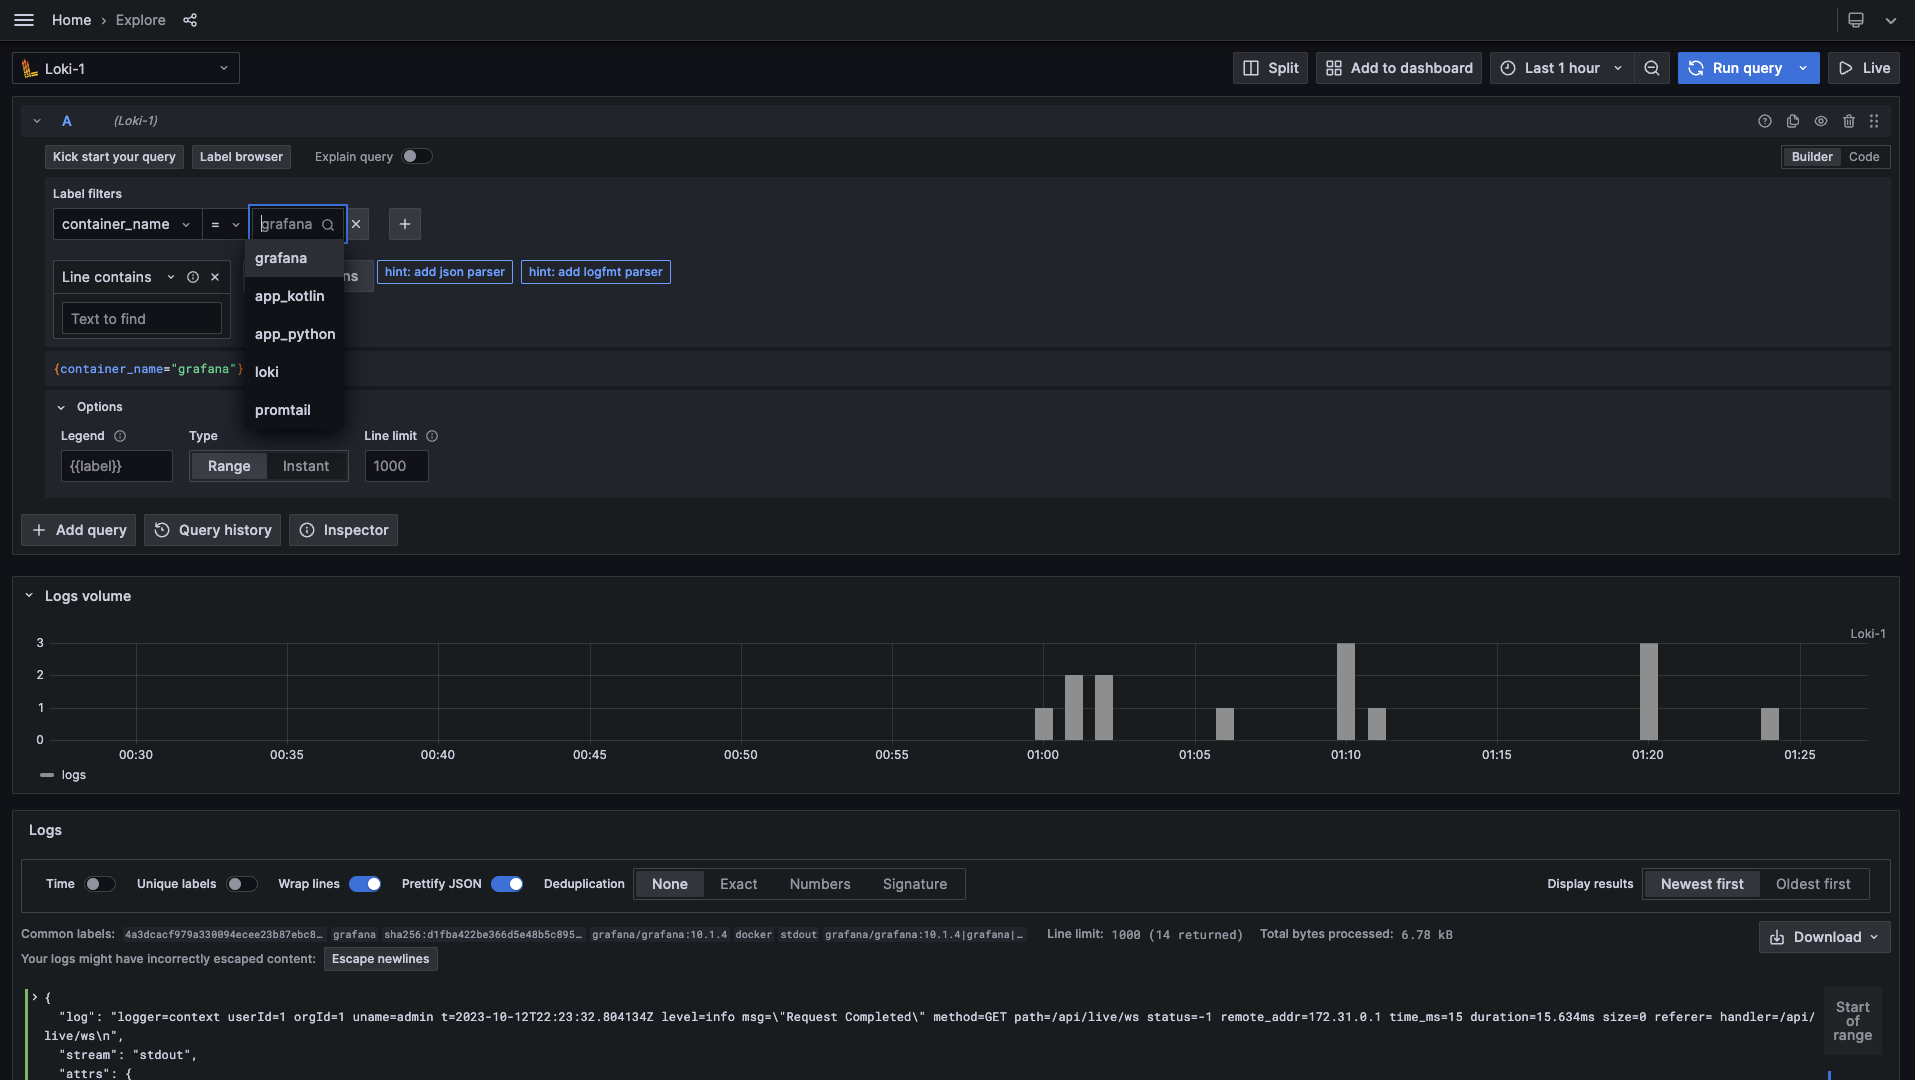 Home › Explore
Loki-1
Split
Add to dashboard
Last 1 hour
Run query
Live
A (Loki-1)
Kick start your query
Label browser
Explain query
Builder
Code
Label filters
container_name
=
grafana
grafana
app_kotlin
app_python
loki
promtail
Line contains
hint: add json parser
hint: add logfmt parser
Text to find
{container_name="grafana"}
Options
Legend
Type
Line limit
{{label}}
Range
Instant
1000
Add query
Query history
Inspector
Logs volume
Loki-1
3
2
1
0
00:30 00:35 00:40 00:45 00:50 00:55 01:00 01:05 01:10 01:15 01:20 01:25
logs
Logs
Time
Unique labels
Wrap lines
Prettify JSON
Deduplication
None
Exact
Numbers
Signature
Display results
Newest first
Oldest first
Common labels: 4a3dcacf979a330094ecee23b87ebc8… grafana sha256:d1fba422be366d5e48b5c895… grafana/grafana:10.1.4 docker stdout grafana/grafana:10.1.4|grafana|… Line limit: 1000 (14 returned) Total bytes processed: 6.78 kB
Download
Your logs might have incorrectly escaped content: Escape newlines
{
"log": "logger=context userId=1 orgId=1 uname=admin t=2023-10-12T22:23:32.804134Z level=info msg=\"Request Completed\" method=GET path=/api/live/ws status=-1 remote_addr=172.31.0.1 time_ms=15 duration=15.634ms size=0 referer= handler=/api/
live/ws\n",
"stream": "stdout",
"attrs": {
Start
of
range